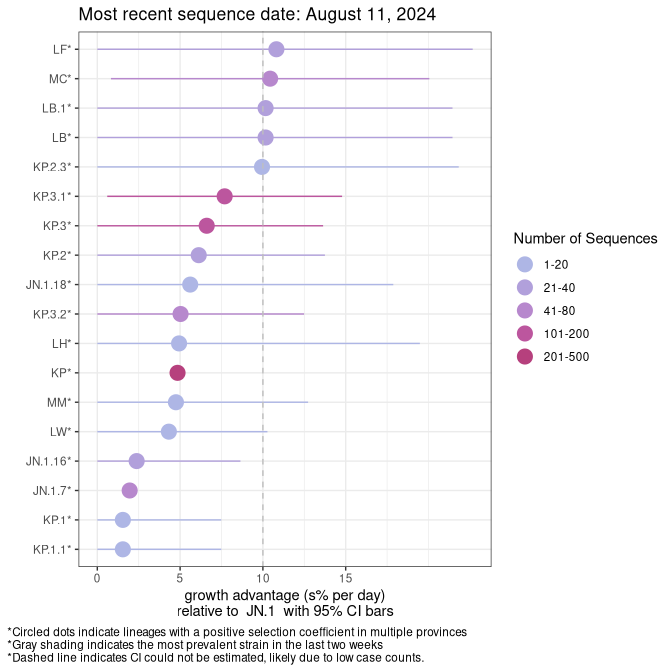 Most recent sequence date: August 11, 2024
LF*
MC*
LB.1*
LB*
KP.2.3*
KP.3.1*
KP.3*
KP.2*
JN.1.18*
KP.3.2*
LH*
KP*
MM*
LW*
JN.1.16*
JN.1.7*
KP.1*
KP.1.1*
0 5 10 15
growth advantage (s% per day)
relative to JN.1 with 95% CI bars
Number of Sequences
1-20
21-40
41-80
101-200
201-500
*Circled dots indicate lineages with a positive selection coefficient in multiple provinces
*Gray shading indicates the most prevalent strain in the last two weeks
*Dashed line indicates CI could not be estimated, likely due to low case counts.